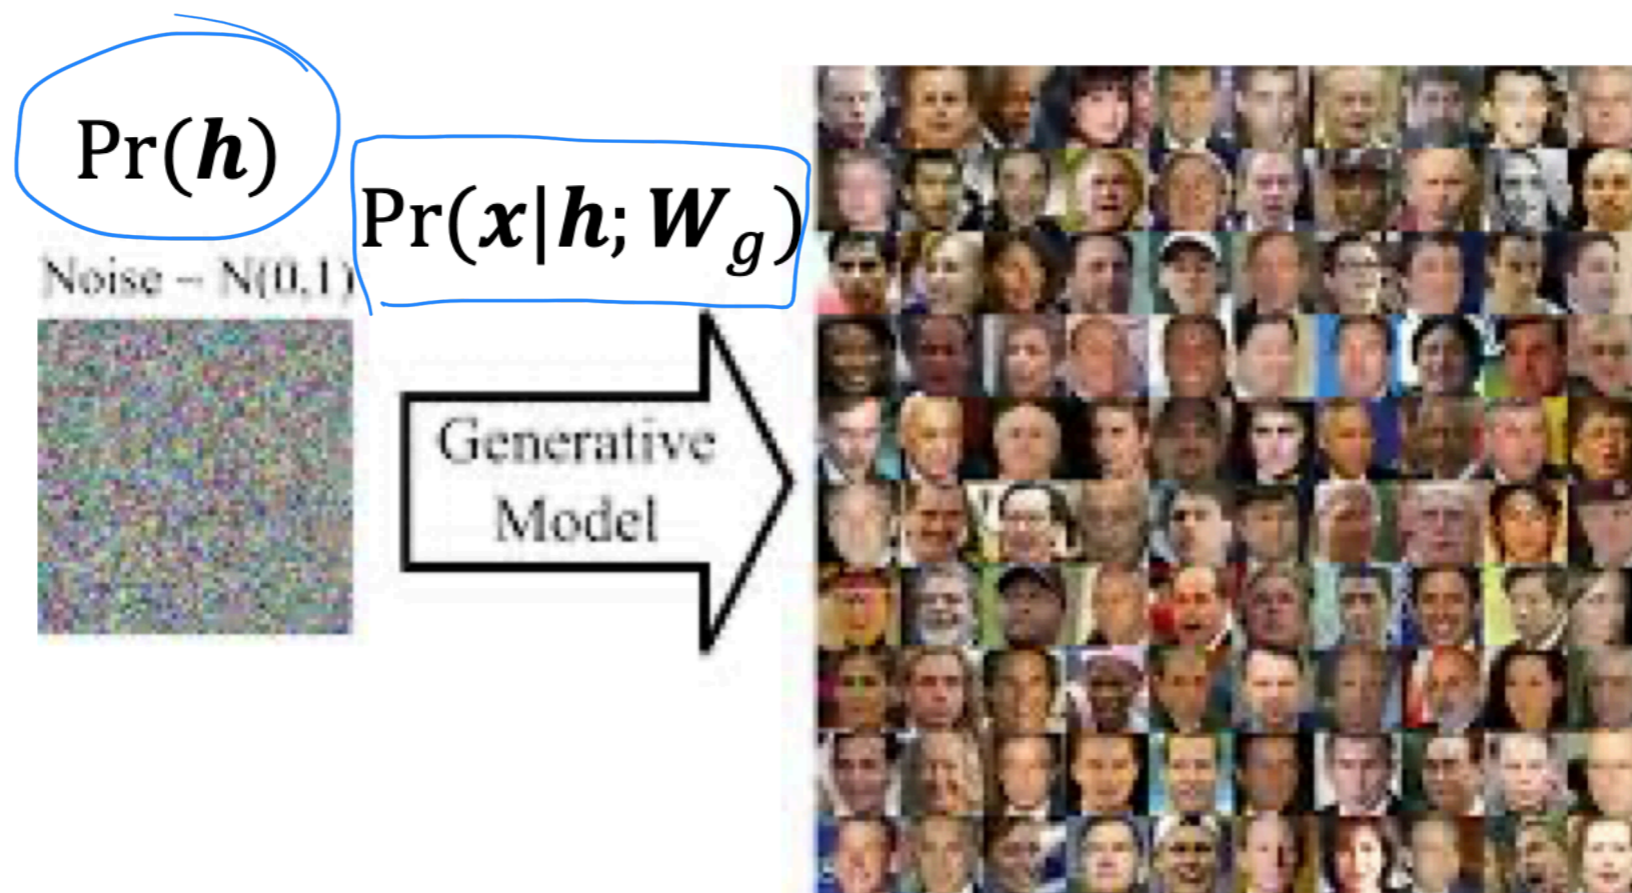 Pr(h)
Pr(x|h; W_g)
Noise ~ N(0,1)
Generative
Model